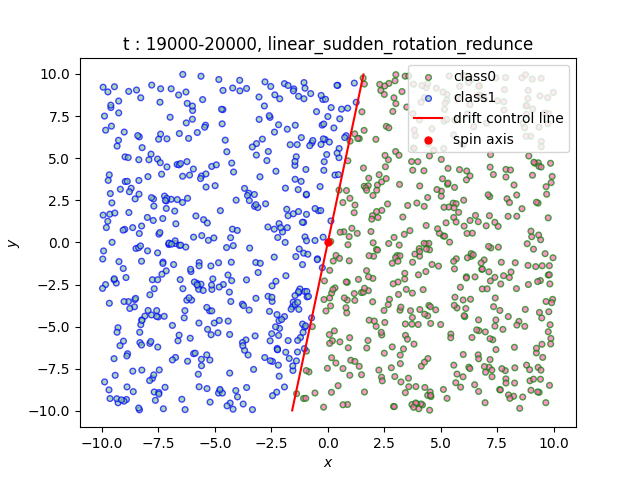 t : 19000-20000, linear_sudden_rotation_redunce
class0
class1
drift control line
spin axis
y
10.0
7.5
5.0
2.5
0.0
−2.5
−5.0
−7.5
−10.0
−10.0 −7.5 −5.0 −2.5 0.0 2.5 5.0 7.5 10.0
x